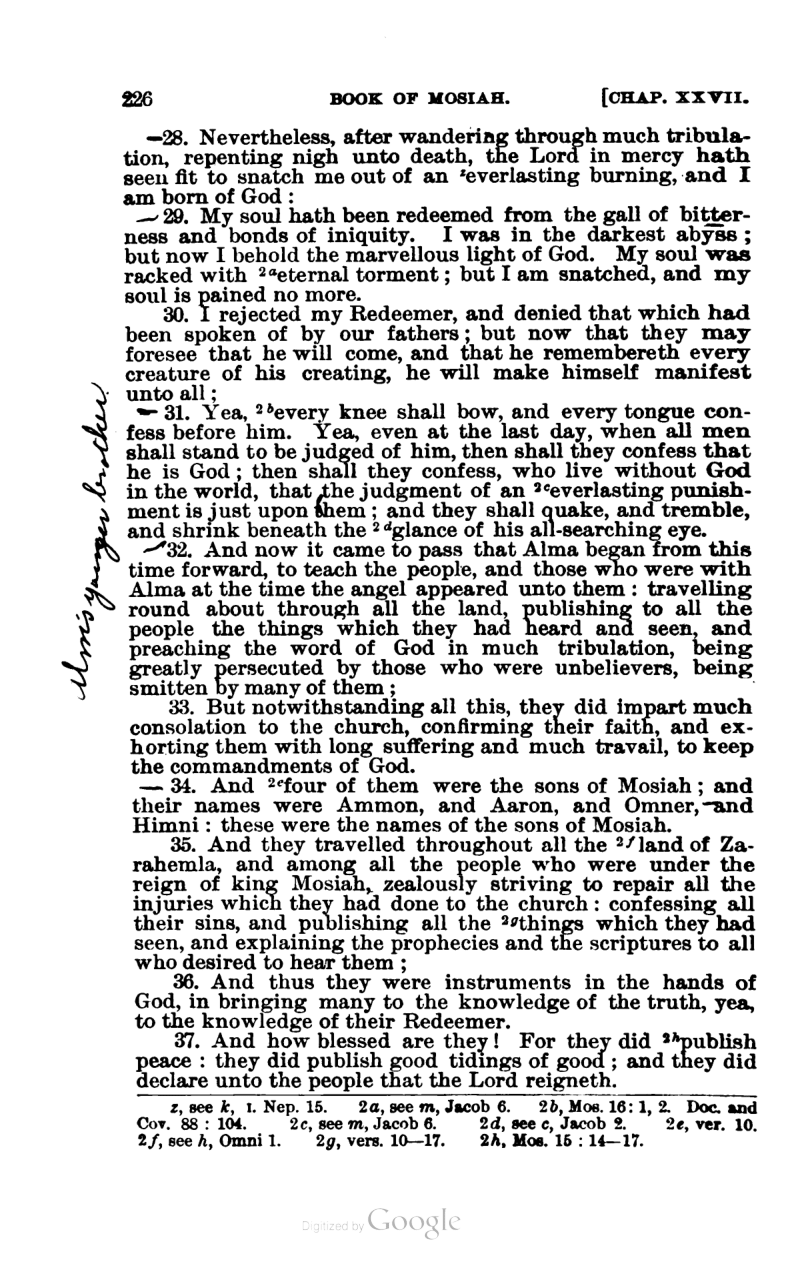 226 BOOK OF MOSIAH. [CHAP. XXVII.
—28. Nevertheless, after wandering through much tribula-
tion, repenting nigh unto death, the Lord in mercy hath
seen fit to snatch me out of an ᶻeverlasting burning, and I
am born of God :
— 29. My soul hath been redeemed from the gall of bitter-
ness and bonds of iniquity. I was in the darkest abyss ;
but now I behold the marvellous light of God. My soul was
racked with ²ᵃeternal torment ; but I am snatched, and my
soul is pained no more.
30. I rejected my Redeemer, and denied that which had
been spoken of by our fathers ; but now that they may
foresee that he will come, and that he remembereth every
creature of his creating, he will make himself manifest
unto all ;
— 31. Yea, ²ᵇevery knee shall bow, and every tongue con-
fess before him. Yea, even at the last day, when all men
shall stand to be judged of him, then shall they confess that
he is God ; then shall they confess, who live without God
in the world, that the judgment of an ²ᶜeverlasting punish-
ment is just upon them ; and they shall quake, and tremble,
and shrink beneath the ²ᵈglance of his all-searching eye.
—32. And now it came to pass that Alma began from this
time forward, to teach the people, and those who were with
Alma at the time the angel appeared unto them : travelling
round about through all the land, publishing to all the
people the things which they had heard and seen, and
preaching the word of God in much tribulation, being
greatly persecuted by those who were unbelievers, being
smitten by many of them ;
33. But notwithstanding all this, they did impart much
consolation to the church, confirming their faith, and ex-
horting them with long suffering and much travail, to keep
the commandments of God.
— 34. And ²ᵉfour of them were the sons of Mosiah ; and
their names were Ammon, and Aaron, and Omner, and
Himni : these were the names of the sons of Mosiah.
35. And they travelled throughout all the ²ᶠland of Za-
rahemla, and among all the people who were under the
reign of king Mosiah, zealously striving to repair all the
injuries which they had done to the church : confessing all
their sins, and publishing all the ²ᵍthings which they had
seen, and explaining the prophecies and the scriptures to all
who desired to hear them ;
36. And thus they were instruments in the hands of
God, in bringing many to the knowledge of the truth, yea,
to the knowledge of their Redeemer.
37. And how blessed are they ! For they did ²ʰpublish
peace : they did publish good tidings of good ; and they did
declare unto the people that the Lord reigneth.
z, see k, I. Nep. 15. 2a, see m, Jacob 6. 2b, Mos. 16: 1, 2. Doc. and
Cov. 88 : 104. 2c, see m, Jacob 6. 2d, see c, Jacob 2. 2e, ver. 10.
2f, see h, Omni 1. 2g, vers. 10—17. 2h, Mos. 15 : 14—17.
younger brother.
Digitized by Google